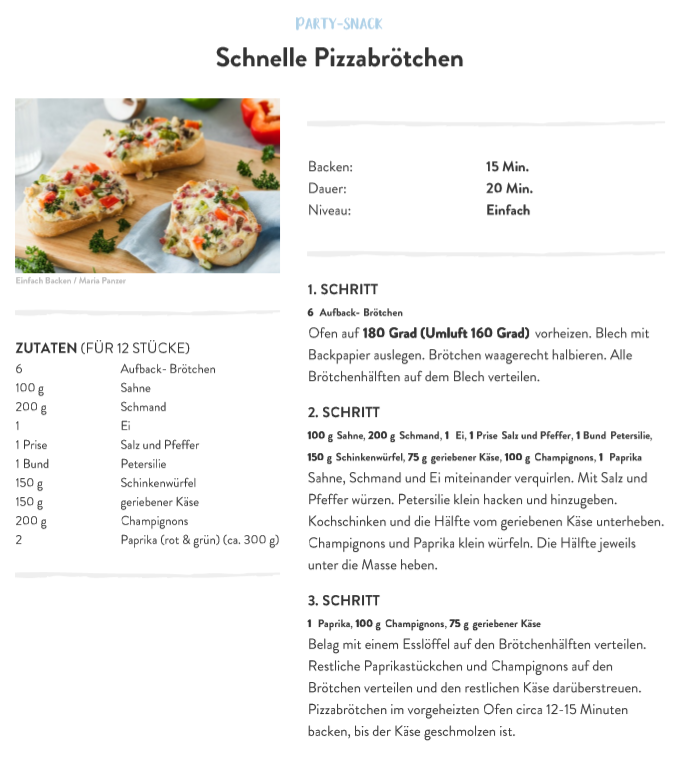 PARTY-SNACK
Schnelle Pizzabrötchen
Einfach Backen / Maria Panzer
ZUTATEN (FÜR 12 STÜCKE)
6 Aufback- Brötchen
100 g Sahne
200 g Schmand
1 Ei
1 Prise Salz und Pfeffer
1 Bund Petersilie
150 g Schinkenwürfel
150 g geriebener Käse
200 g Champignons
2 Paprika (rot & grün) (ca. 300 g)
Backen: 15 Min.
Dauer: 20 Min.
Niveau: Einfach
1. SCHRITT
6 Aufback- Brötchen
Ofen auf 180 Grad (Umluft 160 Grad) vorheizen. Blech mit
Backpapier auslegen. Brötchen waagerecht halbieren. Alle
Brötchenhälften auf dem Blech verteilen.
2. SCHRITT
100 g Sahne, 200 g Schmand, 1 Ei, 1 Prise Salz und Pfeffer, 1 Bund Petersilie,
150 g Schinkenwürfel, 75 g geriebener Käse, 100 g Champignons, 1 Paprika
Sahne, Schmand und Ei miteinander verquirlen. Mit Salz und
Pfeffer würzen. Petersilie klein hacken und hinzugeben.
Kochschinken und die Hälfte vom geriebenen Käse unterheben.
Champignons und Paprika klein würfeln. Die Hälfte jeweils
unter die Masse heben.
3. SCHRITT
1 Paprika, 100 g Champignons, 75 g geriebener Käse
Belag mit einem Esslöffel auf den Brötchenhälften verteilen.
Restliche Paprikastückchen und Champignons auf den
Brötchen verteilen und den restlichen Käse darüberstreuen.
Pizzabrötchen im vorgeheizten Ofen circa 12-15 Minuten
backen, bis der Käse geschmolzen ist.